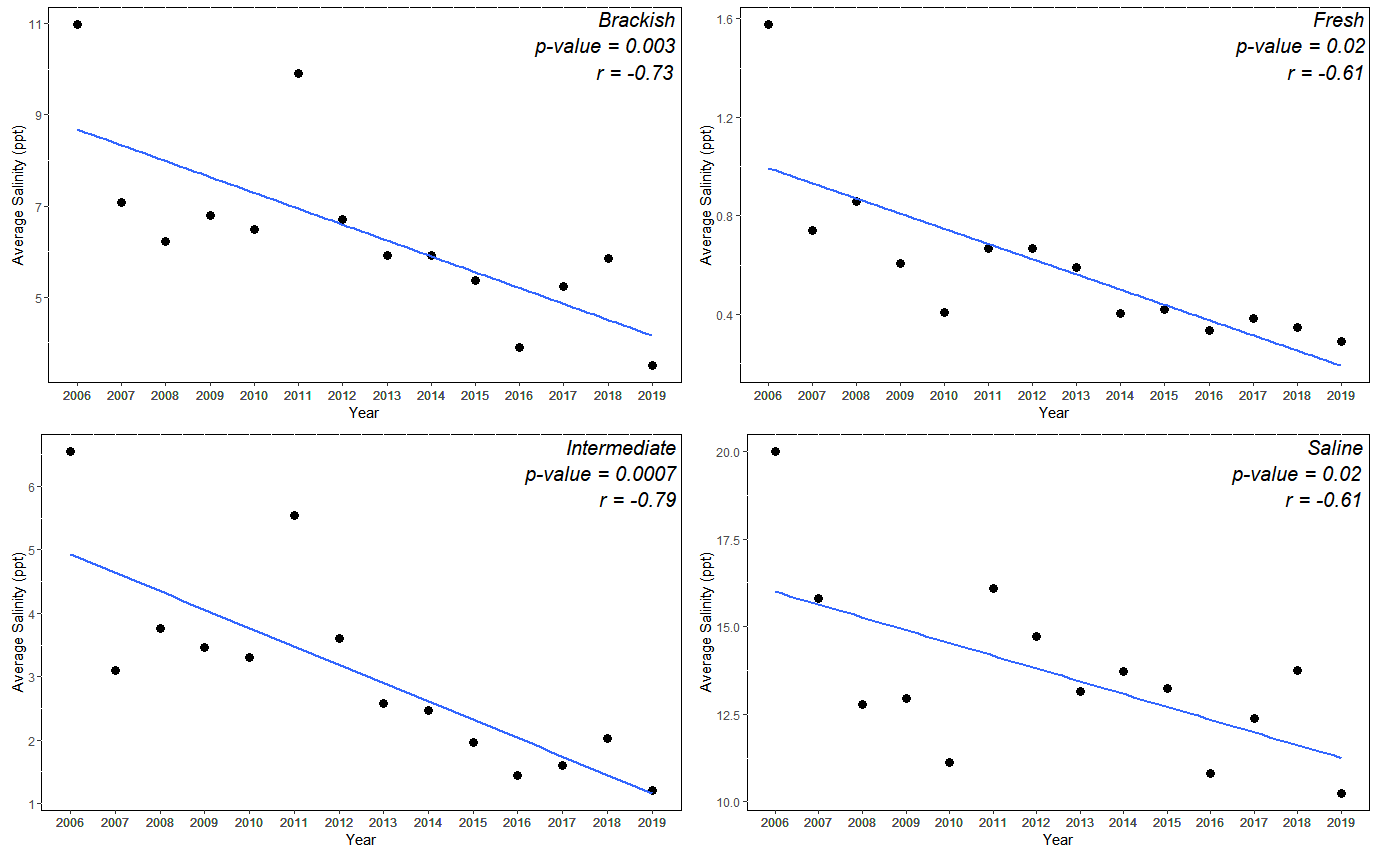 Brackish
p-value = 0.003
r = -0.73
11
9
7
5
Average Salinity (ppt)
2006 2007 2008 2009 2010 2011 2012 2013 2014 2015 2016 2017 2018 2019
Year
Fresh
p-value = 0.02
r = -0.61
1.6
1.2
0.8
0.4
Average Salinity (ppt)
2006 2007 2008 2009 2010 2011 2012 2013 2014 2015 2016 2017 2018 2019
Year
Intermediate
p-value = 0.0007
r = -0.79
6
5
4
3
2
1
Average Salinity (ppt)
2006 2007 2008 2009 2010 2011 2012 2013 2014 2015 2016 2017 2018 2019
Year
Saline
p-value = 0.02
r = -0.61
20.0
17.5
15.0
12.5
10.0
Average Salinity (ppt)
2006 2007 2008 2009 2010 2011 2012 2013 2014 2015 2016 2017 2018 2019
Year